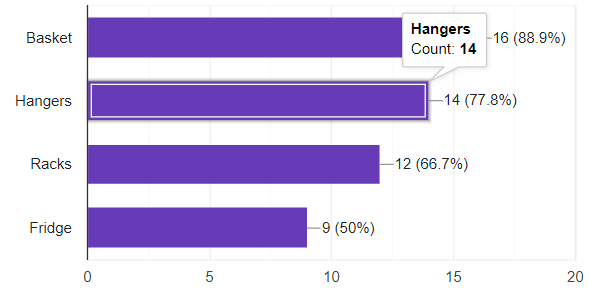 Basket
16 (88.9%)
Hangers
Count: 14
Hangers
14 (77.8%)
Racks
12 (66.7%)
Fridge
9 (50%)
0 5 10 15 20